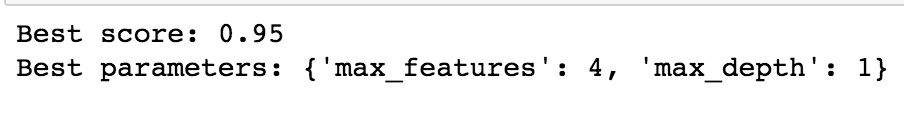 Best score: 0.95
Best parameters: {'max_features': 4, 'max_depth': 1}